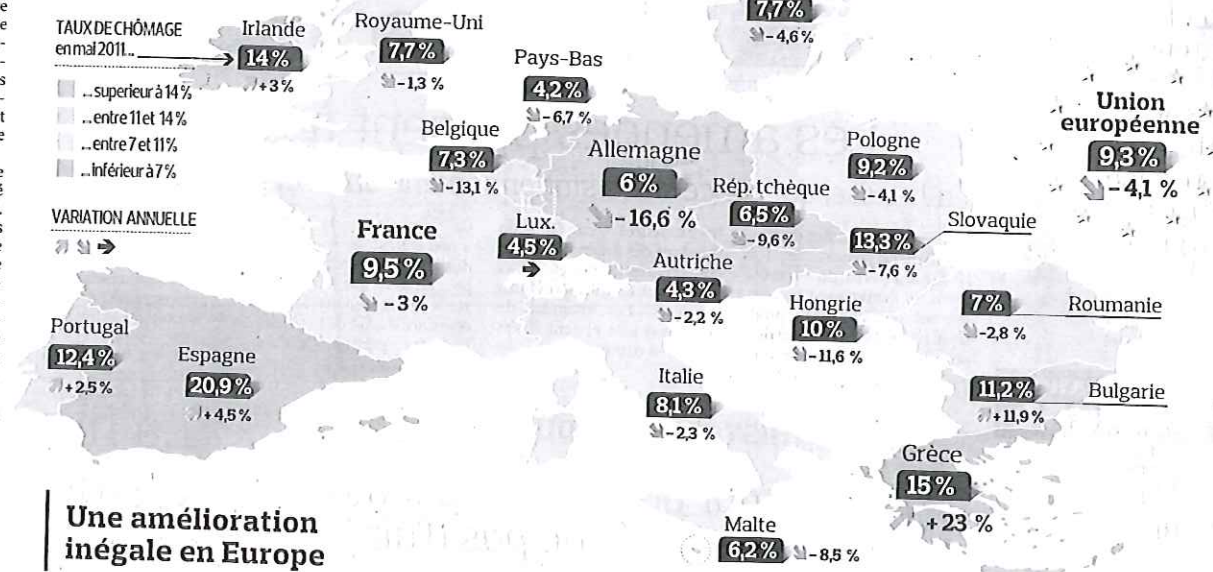 TAUX DE CHÔMAGE
en mai 2011...
...superieur à 14 %
...entre 11 et 14 %
...entre 7 et 11%
...inférieur à 7 %
VARIATION ANNUELLE
Irlande
14%
+3 %
Royaume-Uni
7,7%
-1,3 %
Pays-Bas
4,2%
-6,7 %
7,7%
-4,6%
Belgique
7,3%
-13,1 %
Allemagne
6%
-16,6 %
Pologne
9,2%
-4,1 %
Union
européenne
9,3%
-4,1 %
Rép. tchèque
6,5%
-9,6%
Slovaquie
13,3%
-7,6 %
France
9,5%
-3%
Lux.
4,5%
Autriche
4,3%
-2,2 %
Hongrie
10%
-11,6 %
7%
Roumanie
-2,8 %
Portugal
12,4%
+2,5 %
Espagne
20,9%
+4,5 %
Italie
8,1%
-2,3 %
11,2%
Bulgarie
+11,9%
Grèce
15%
+23 %
Malte
6,2%
-8,5 %
Une amélioration
inégale en Europe